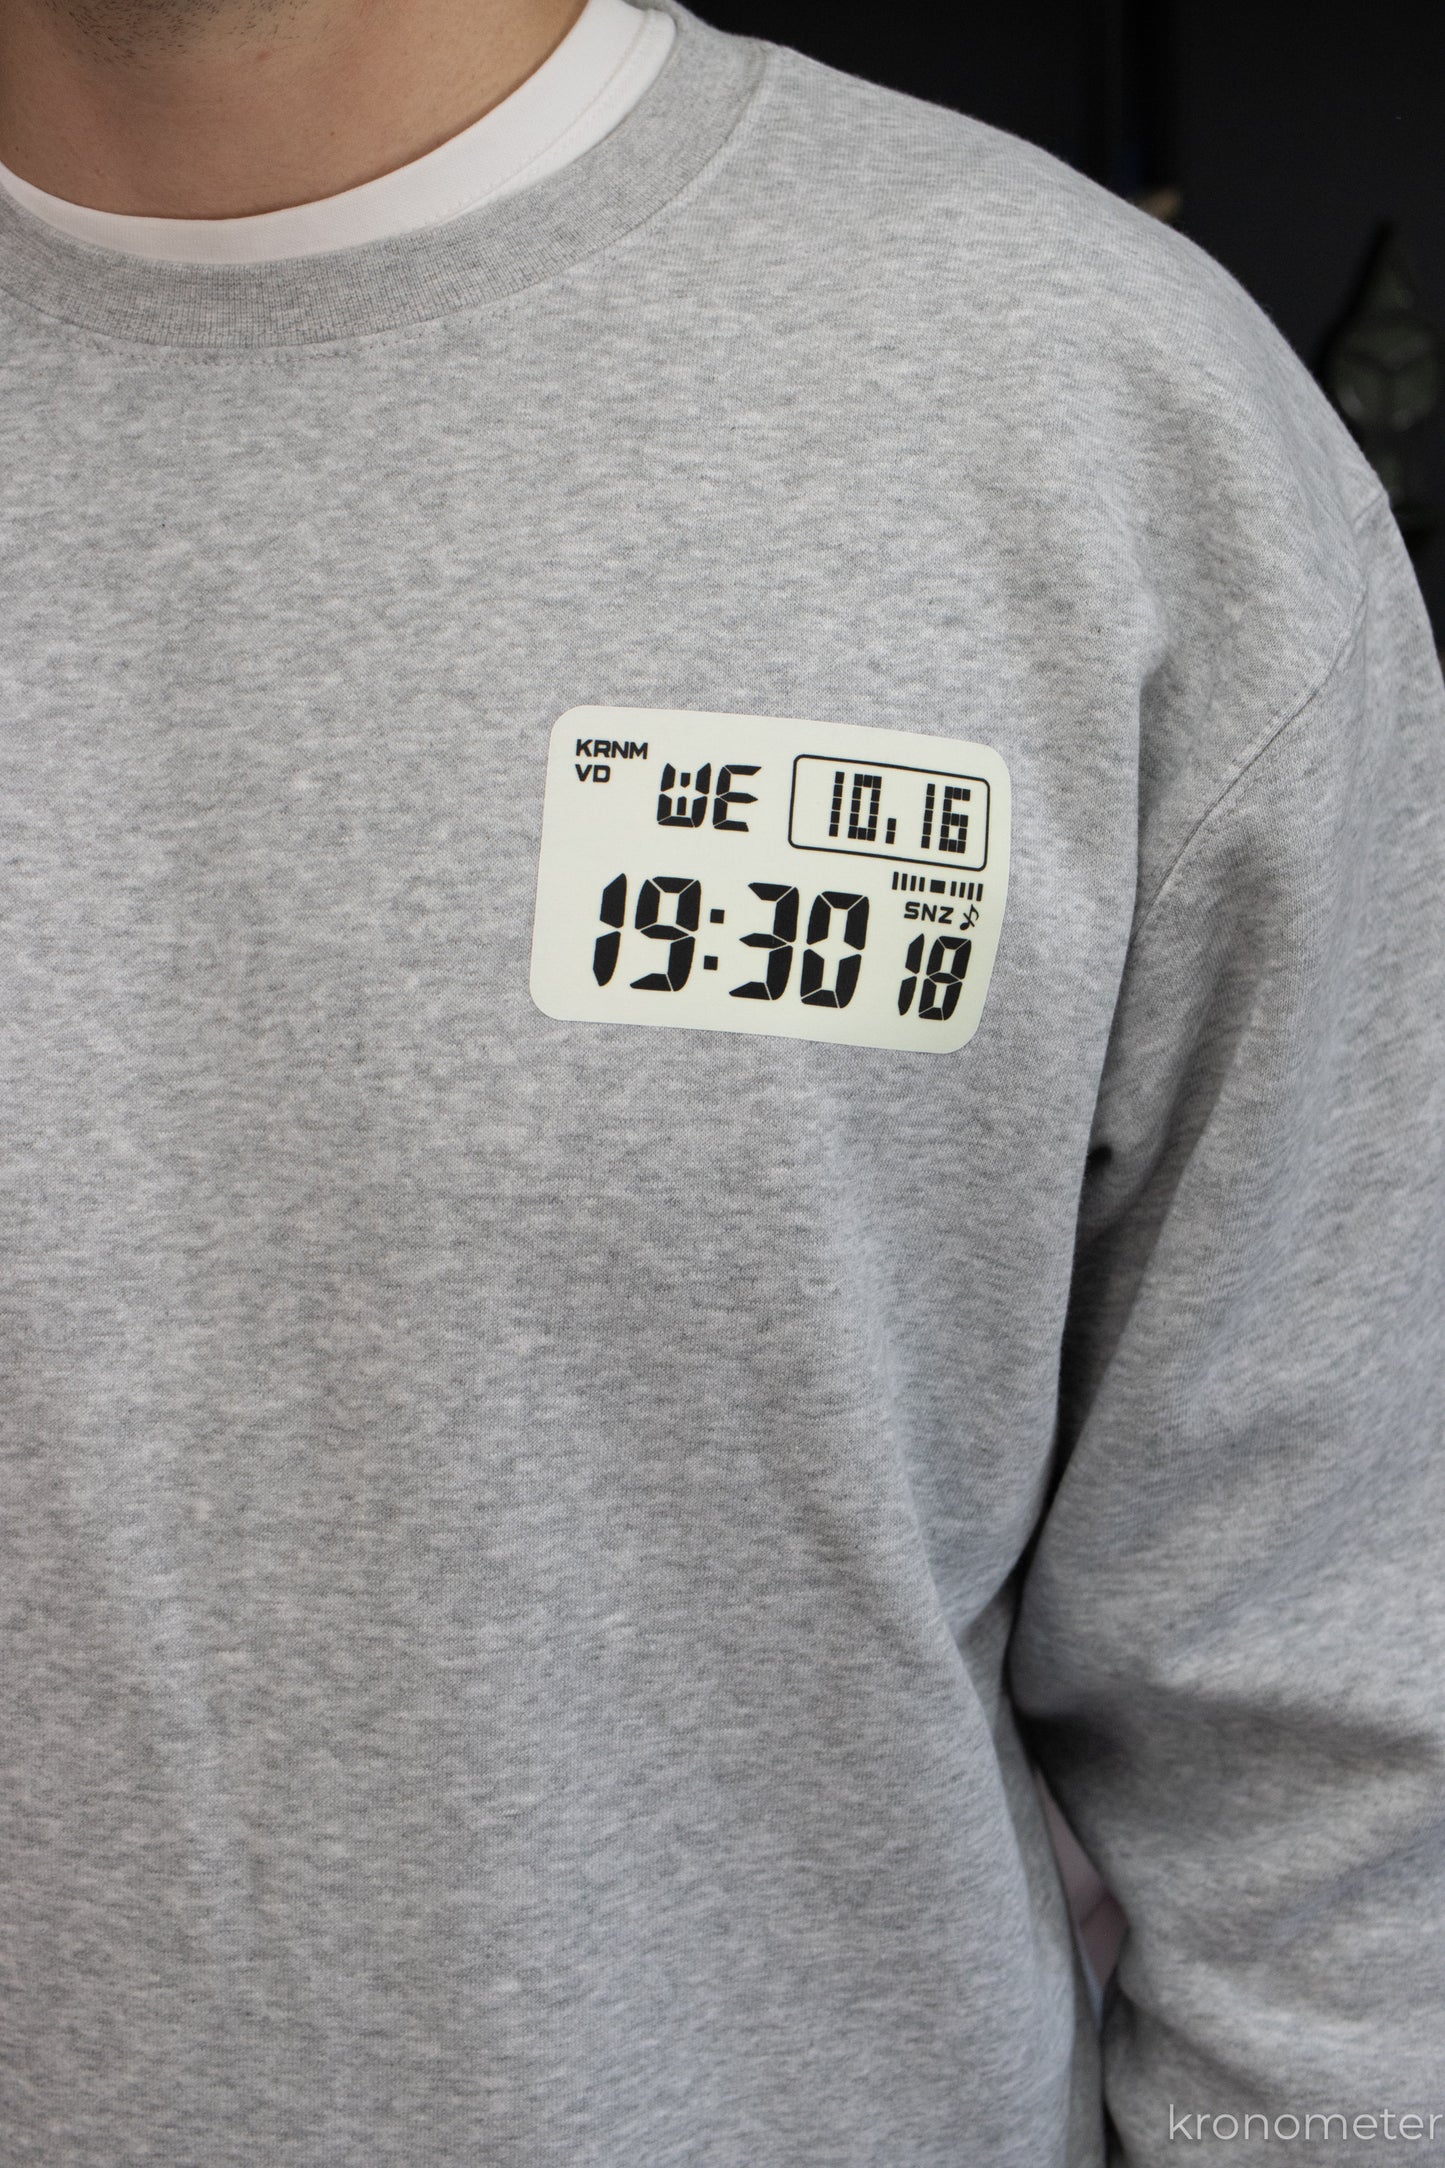 KRNM
VD
WE 10.16
SNZ
19:30 18
kronometer